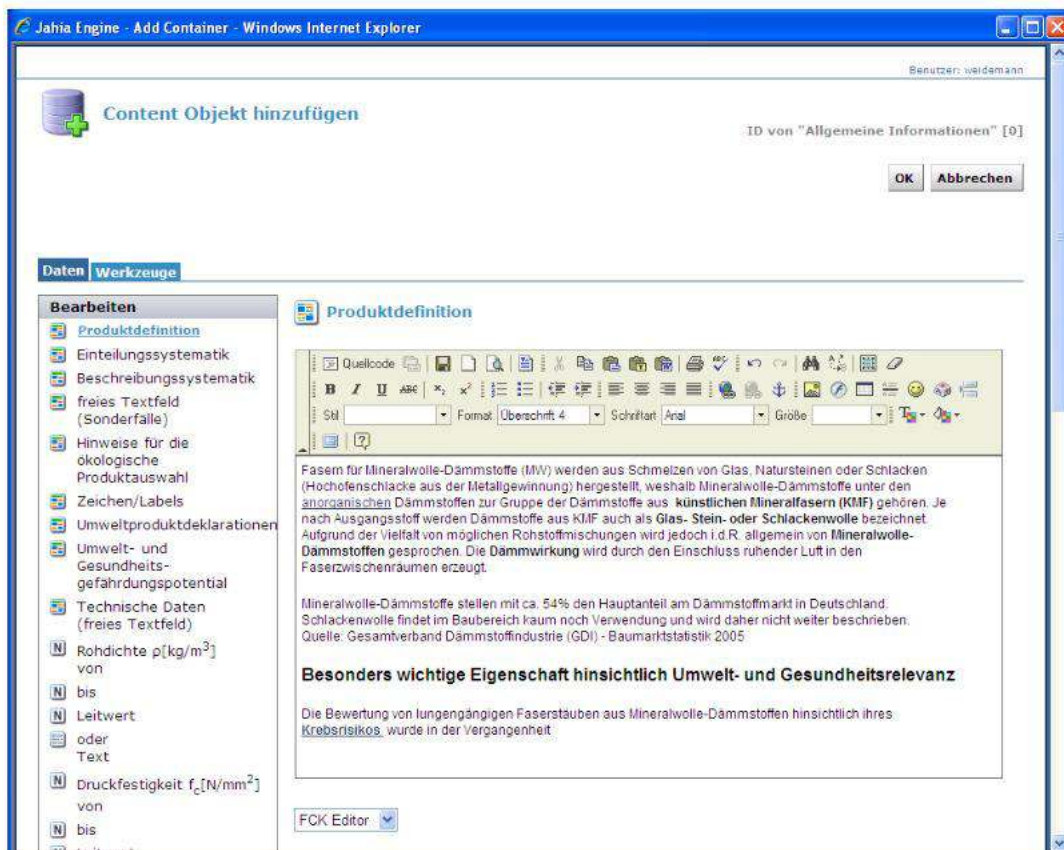 Jahia Engine - Add Container - Windows Internet Explorer
Benutzer: weidemann
Content Objekt hinzufügen
ID von "Allgemeine Informationen" [0]
OK Abbrechen
Daten Werkzeuge
Bearbeiten
Produktdefinition
Einteilungssystematik
Beschreibungssystematik
freies Textfeld
(Sonderfälle)
Hinweise für die
ökologische
Produktauswahl
Zeichen/Labels
Umweltproduktdeklarationen
Umwelt- und
Gesundheits-
gefährdungspotential
Technische Daten
(freies Textfeld)
N Rohdichte ρ[kg/m³]
von
N bis
N Leitwert
oder
Text
N Druckfestigkeit f_c[N/mm²]
von
N bis
Produktdefinition
Quellcode
B I U ABC x₂ x²
Stil Format Überschrift 4 Schriftart Arial Größe
Fasern für Mineralwolle-Dämmstoffe (MW) werden aus Schmelzen von Glas, Natursteinen oder Schlacken
(Hochofenschlacke aus der Metallgewinnung) hergestellt, weshalb Mineralwolle-Dämmstoffe unter den
anorganischen Dämmstoffen zur Gruppe der Dämmstoffe aus künstlichen Mineralfasern (KMF) gehören. Je
nach Ausgangsstoff werden Dämmstoffe aus KMF auch als Glas- Stein- oder Schlackenwolle bezeichnet.
Aufgrund der Vielfalt von möglichen Rohstoffmischungen wird jedoch i.d.R. allgemein von Mineralwolle-
Dämmstoffen gesprochen. Die Dämmwirkung wird durch den Einschluss ruhender Luft in den
Faserzwischenräumen erzeugt.
Mineralwolle-Dämmstoffe stellen mit ca. 54% den Hauptanteil am Dämmstoffmarkt in Deutschland.
Schlackenwolle findet im Baubereich kaum noch Verwendung und wird daher nicht weiter beschrieben.
Quelle: Gesamtverband Dämmstoffindustrie (GDI) - Baumarktstatistik 2005
Besonders wichtige Eigenschaft hinsichtlich Umwelt- und Gesundheitsrelevanz
Die Bewertung von lungengängigen Faserstäuben aus Mineralwolle-Dämmstoffen hinsichtlich ihres
Krebsrisikos wurde in der Vergangenheit
FCK Editor